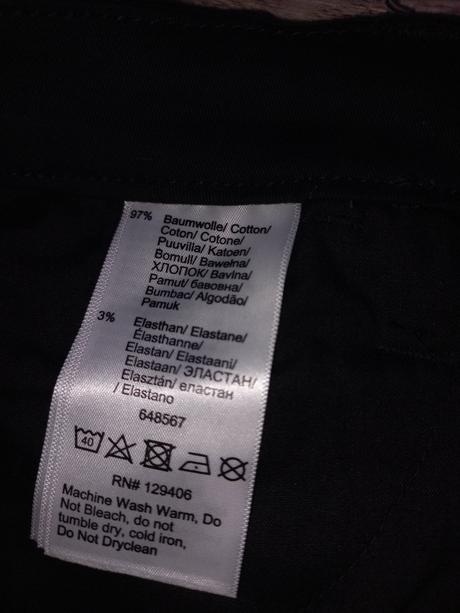 97% Baumwolle/ Cotton/
Coton/ Cotone/
Puuvilla/ Katoen/
Bomull/ Bawełna/
ХЛОПОК/ Bavlna/
Pamut/ бавовна/
Bumbac/ Algodão/
Pamuk
3% Elasthan/ Elastane/
Élasthanne/
Elastan/ Elastaani/
Elastaan/ ЭЛАСТАН/
Elasztán/ еластан
/ Elastano
648567
40
RN# 129406
Machine Wash Warm, Do
Not Bleach, do not
tumble dry, cold iron,
Do Not Dryclean